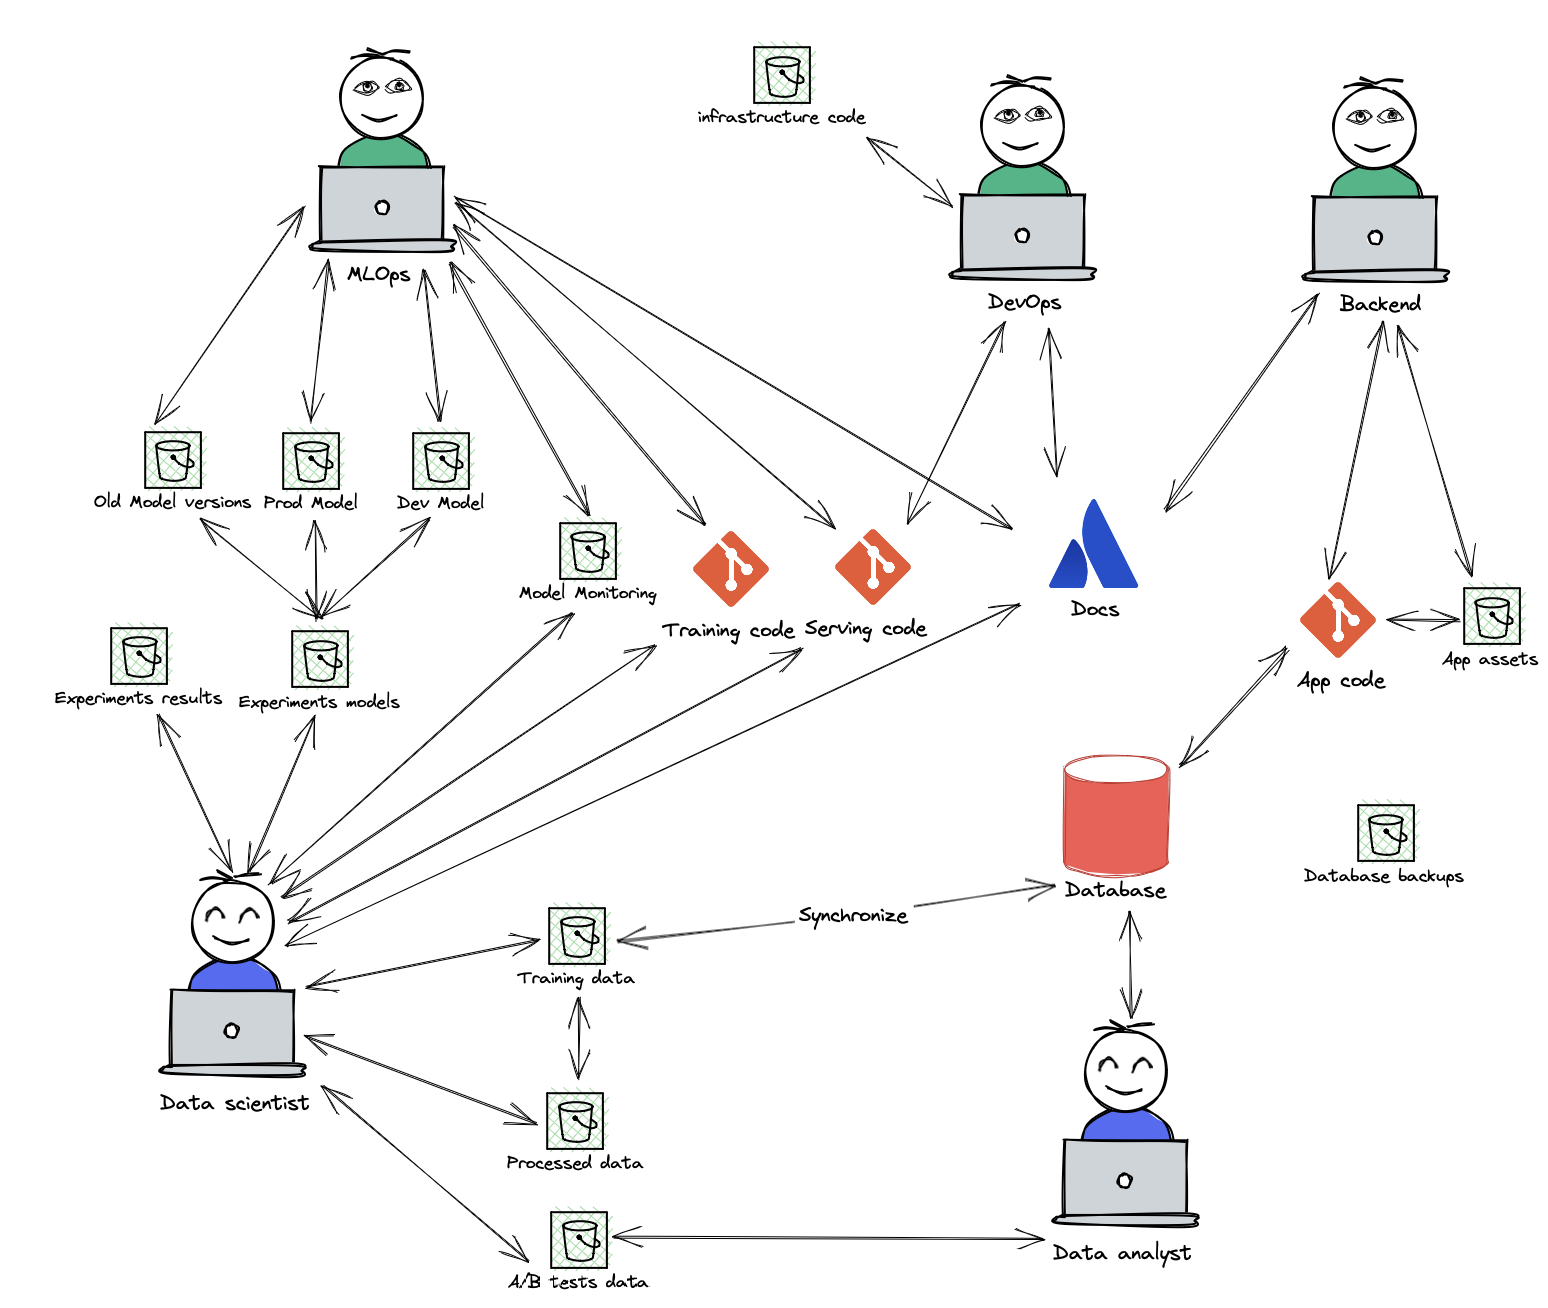 infrastructure code
MLOps
DevOps
Backend
Old Model versions
Prod Model
Dev Model
Model Monitoring
Training code
Serving code
Docs
App assets
App code
Experiments results
Experiments models
Database
Database backups
Synchronize
Training data
Data scientist
Processed data
Data analyst
A/B tests data